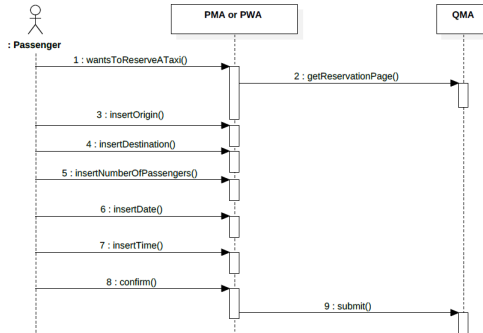 PMA or PWA
QMA
: Passenger
1 : wantsToReserveATaxi()
2 : getReservationPage()
3 : insertOrigin()
4 : insertDestination()
5 : insertNumberOfPassengers()
6 : insertDate()
7 : insertTime()
8 : confirm()
9 : submit()